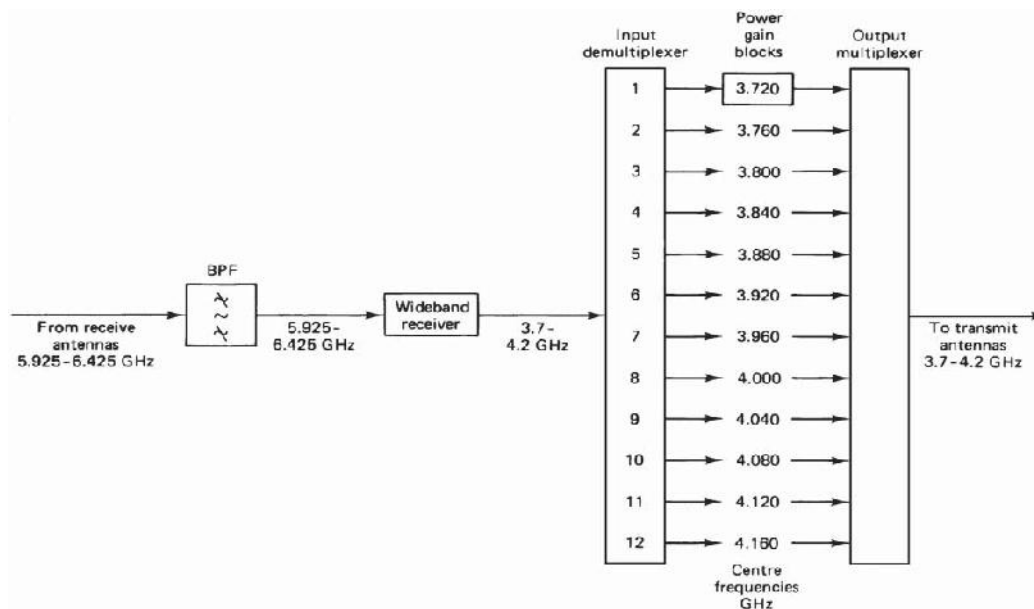 Input
demultiplexer
Power
gain
blocks
Output
multiplexer
1
3.720
2
3.760
3
3.800
4
3.840
5
3.880
6
3.920
7
3.960
8
4.000
9
4.040
10
4.080
11
4.120
12
4.160
BPF
From receive
antennas
5.925–6.425 GHz
5.925–
6.425 GHz
Wideband
receiver
3.7–
4.2 GHz
To transmit
antennas
3.7–4.2 GHz
Centre
frequencies
GHz